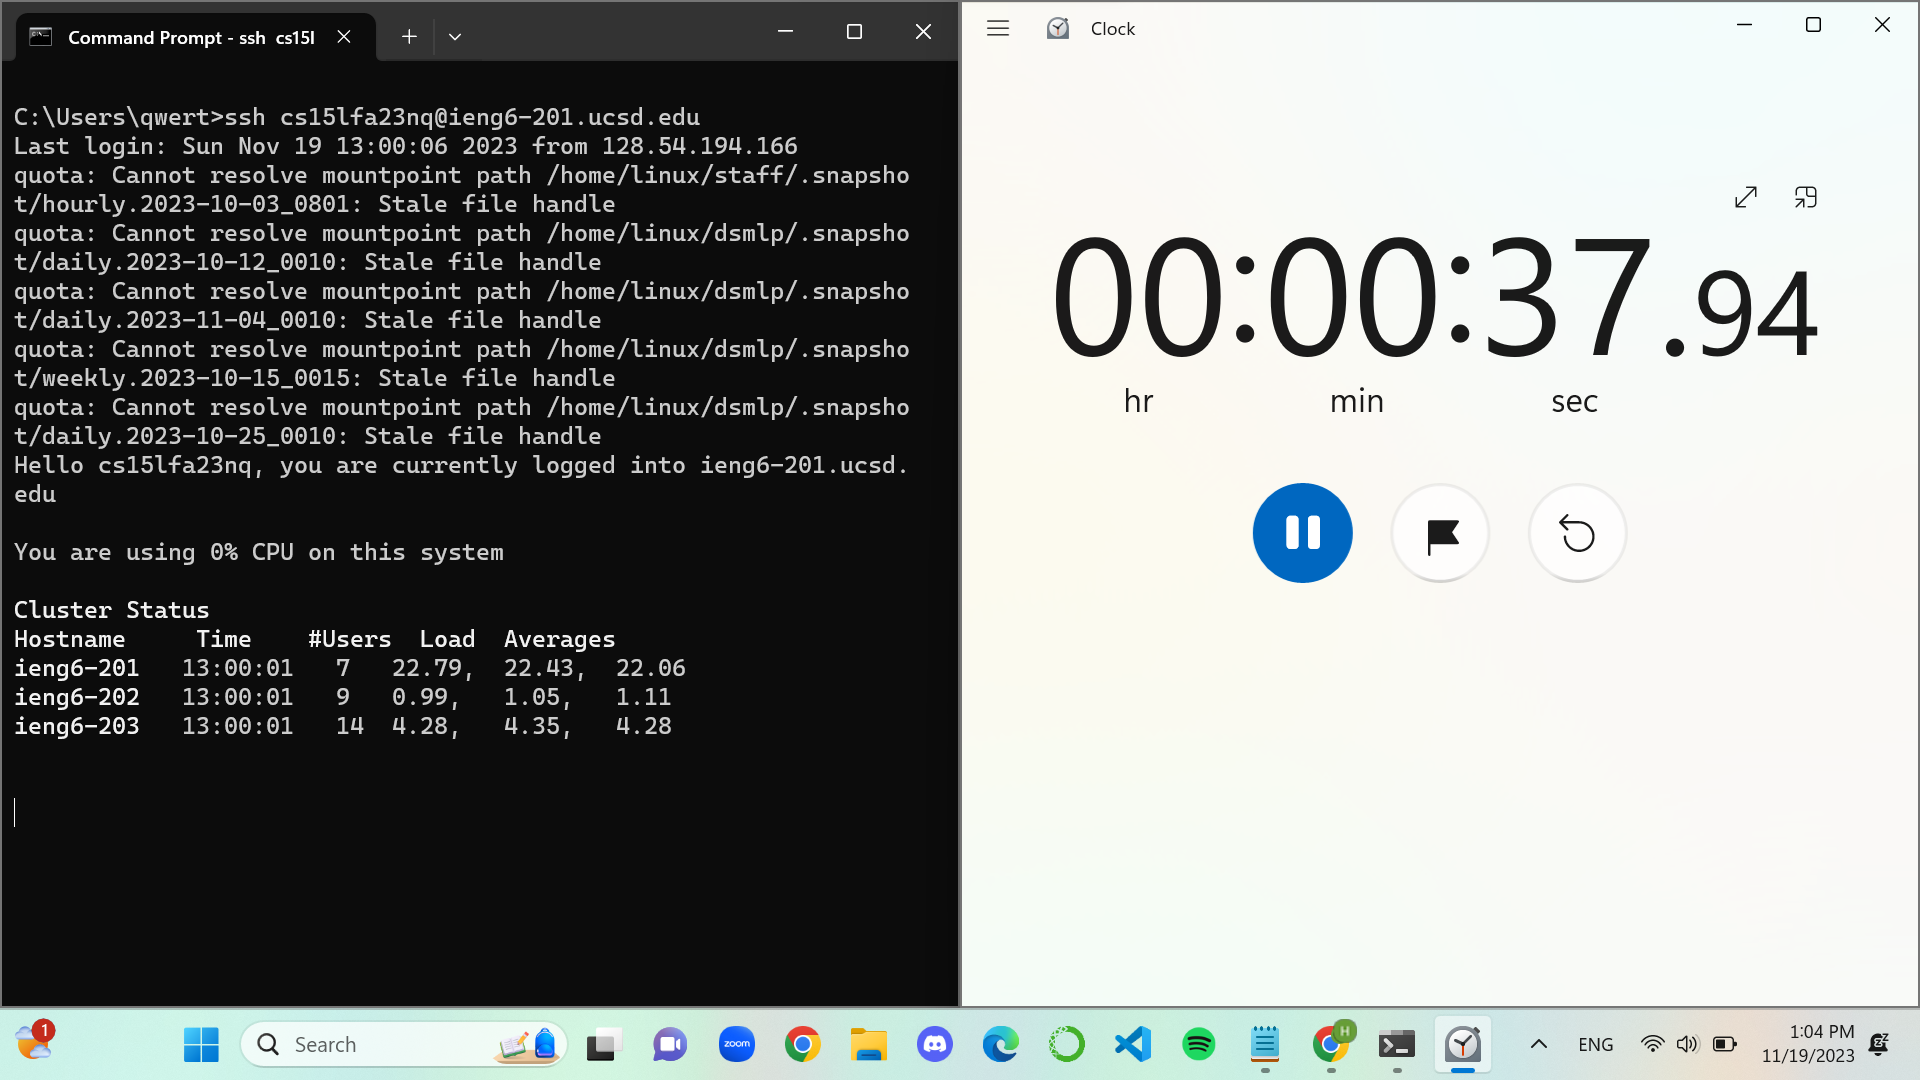 Command Prompt - ssh  cs15l
C:\Users\qwert>ssh cs15lfa23nq@ieng6-201.ucsd.edu
Last login: Sun Nov 19 13:00:06 2023 from 128.54.194.166
quota: Cannot resolve mountpoint path /home/linux/staff/.snapsho
t/hourly.2023-10-03_0801: Stale file handle
quota: Cannot resolve mountpoint path /home/linux/dsmlp/.snapsho
t/daily.2023-10-12_0010: Stale file handle
quota: Cannot resolve mountpoint path /home/linux/dsmlp/.snapsho
t/daily.2023-11-04_0010: Stale file handle
quota: Cannot resolve mountpoint path /home/linux/dsmlp/.snapsho
t/weekly.2023-10-15_0015: Stale file handle
quota: Cannot resolve mountpoint path /home/linux/dsmlp/.snapsho
t/daily.2023-10-25_0010: Stale file handle
Hello cs15lfa23nq, you are currently logged into ieng6-201.ucsd.
edu
You are using 0% CPU on this system
Cluster Status
Hostname     Time    #Users  Load  Averages
ieng6-201   13:00:01   7   22.79,  22.43,  22.06
ieng6-202   13:00:01   9   0.99,   1.05,   1.11
ieng6-203   13:00:01   14  4.28,   4.35,   4.28
Clock
00:00:37.94
hr min sec
1
Search
zoom
H
ENG
1:04 PM
11/19/2023